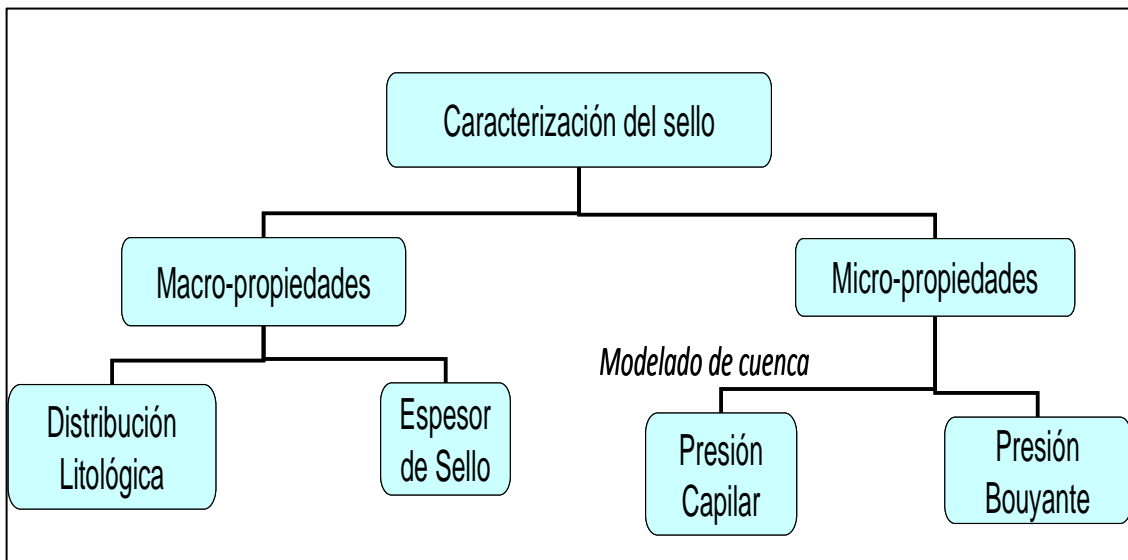 Caracterización del sello
Macro-propiedades
Micro-propiedades
Modelado de cuenca
Distribución
Litológica
Espesor
de Sello
Presión
Capilar
Presión
Bouyante